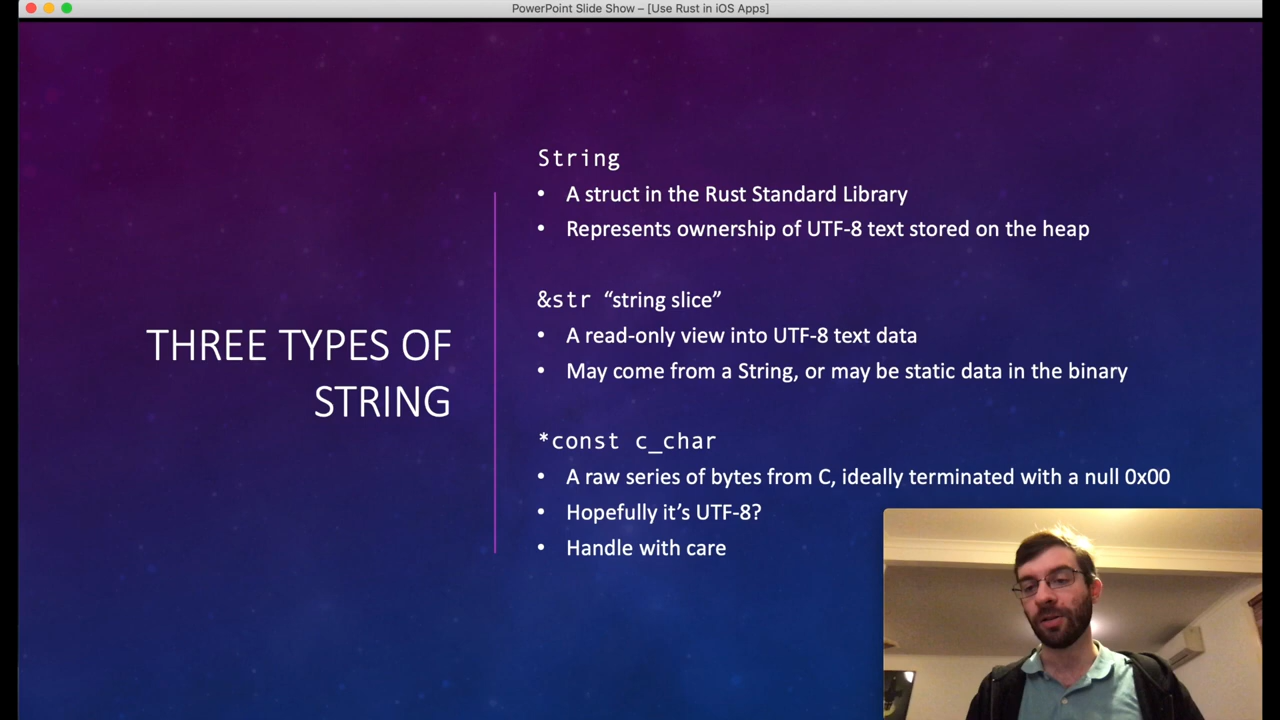 PowerPoint Slide Show – [Use Rust in iOS Apps]
THREE TYPES OF
STRING
String
• A struct in the Rust Standard Library
• Represents ownership of UTF-8 text stored on the heap
&str “string slice”
• A read-only view into UTF-8 text data
• May come from a String, or may be static data in the binary
*const c_char
• A raw series of bytes from C, ideally terminated with a null 0x00
• Hopefully it’s UTF-8?
• Handle with care